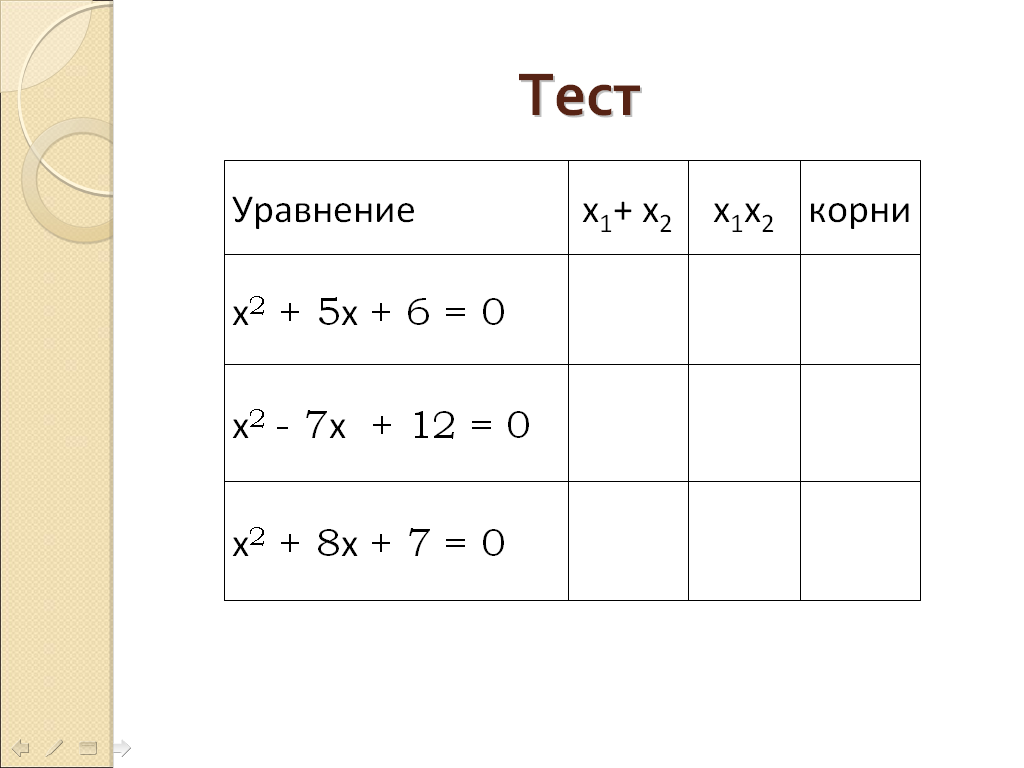 Тест
Уравнение x₁+ x₂ x₁x₂ корни
x² + 5x + 6 = 0
x² - 7x + 12 = 0
x² + 8x + 7 = 0